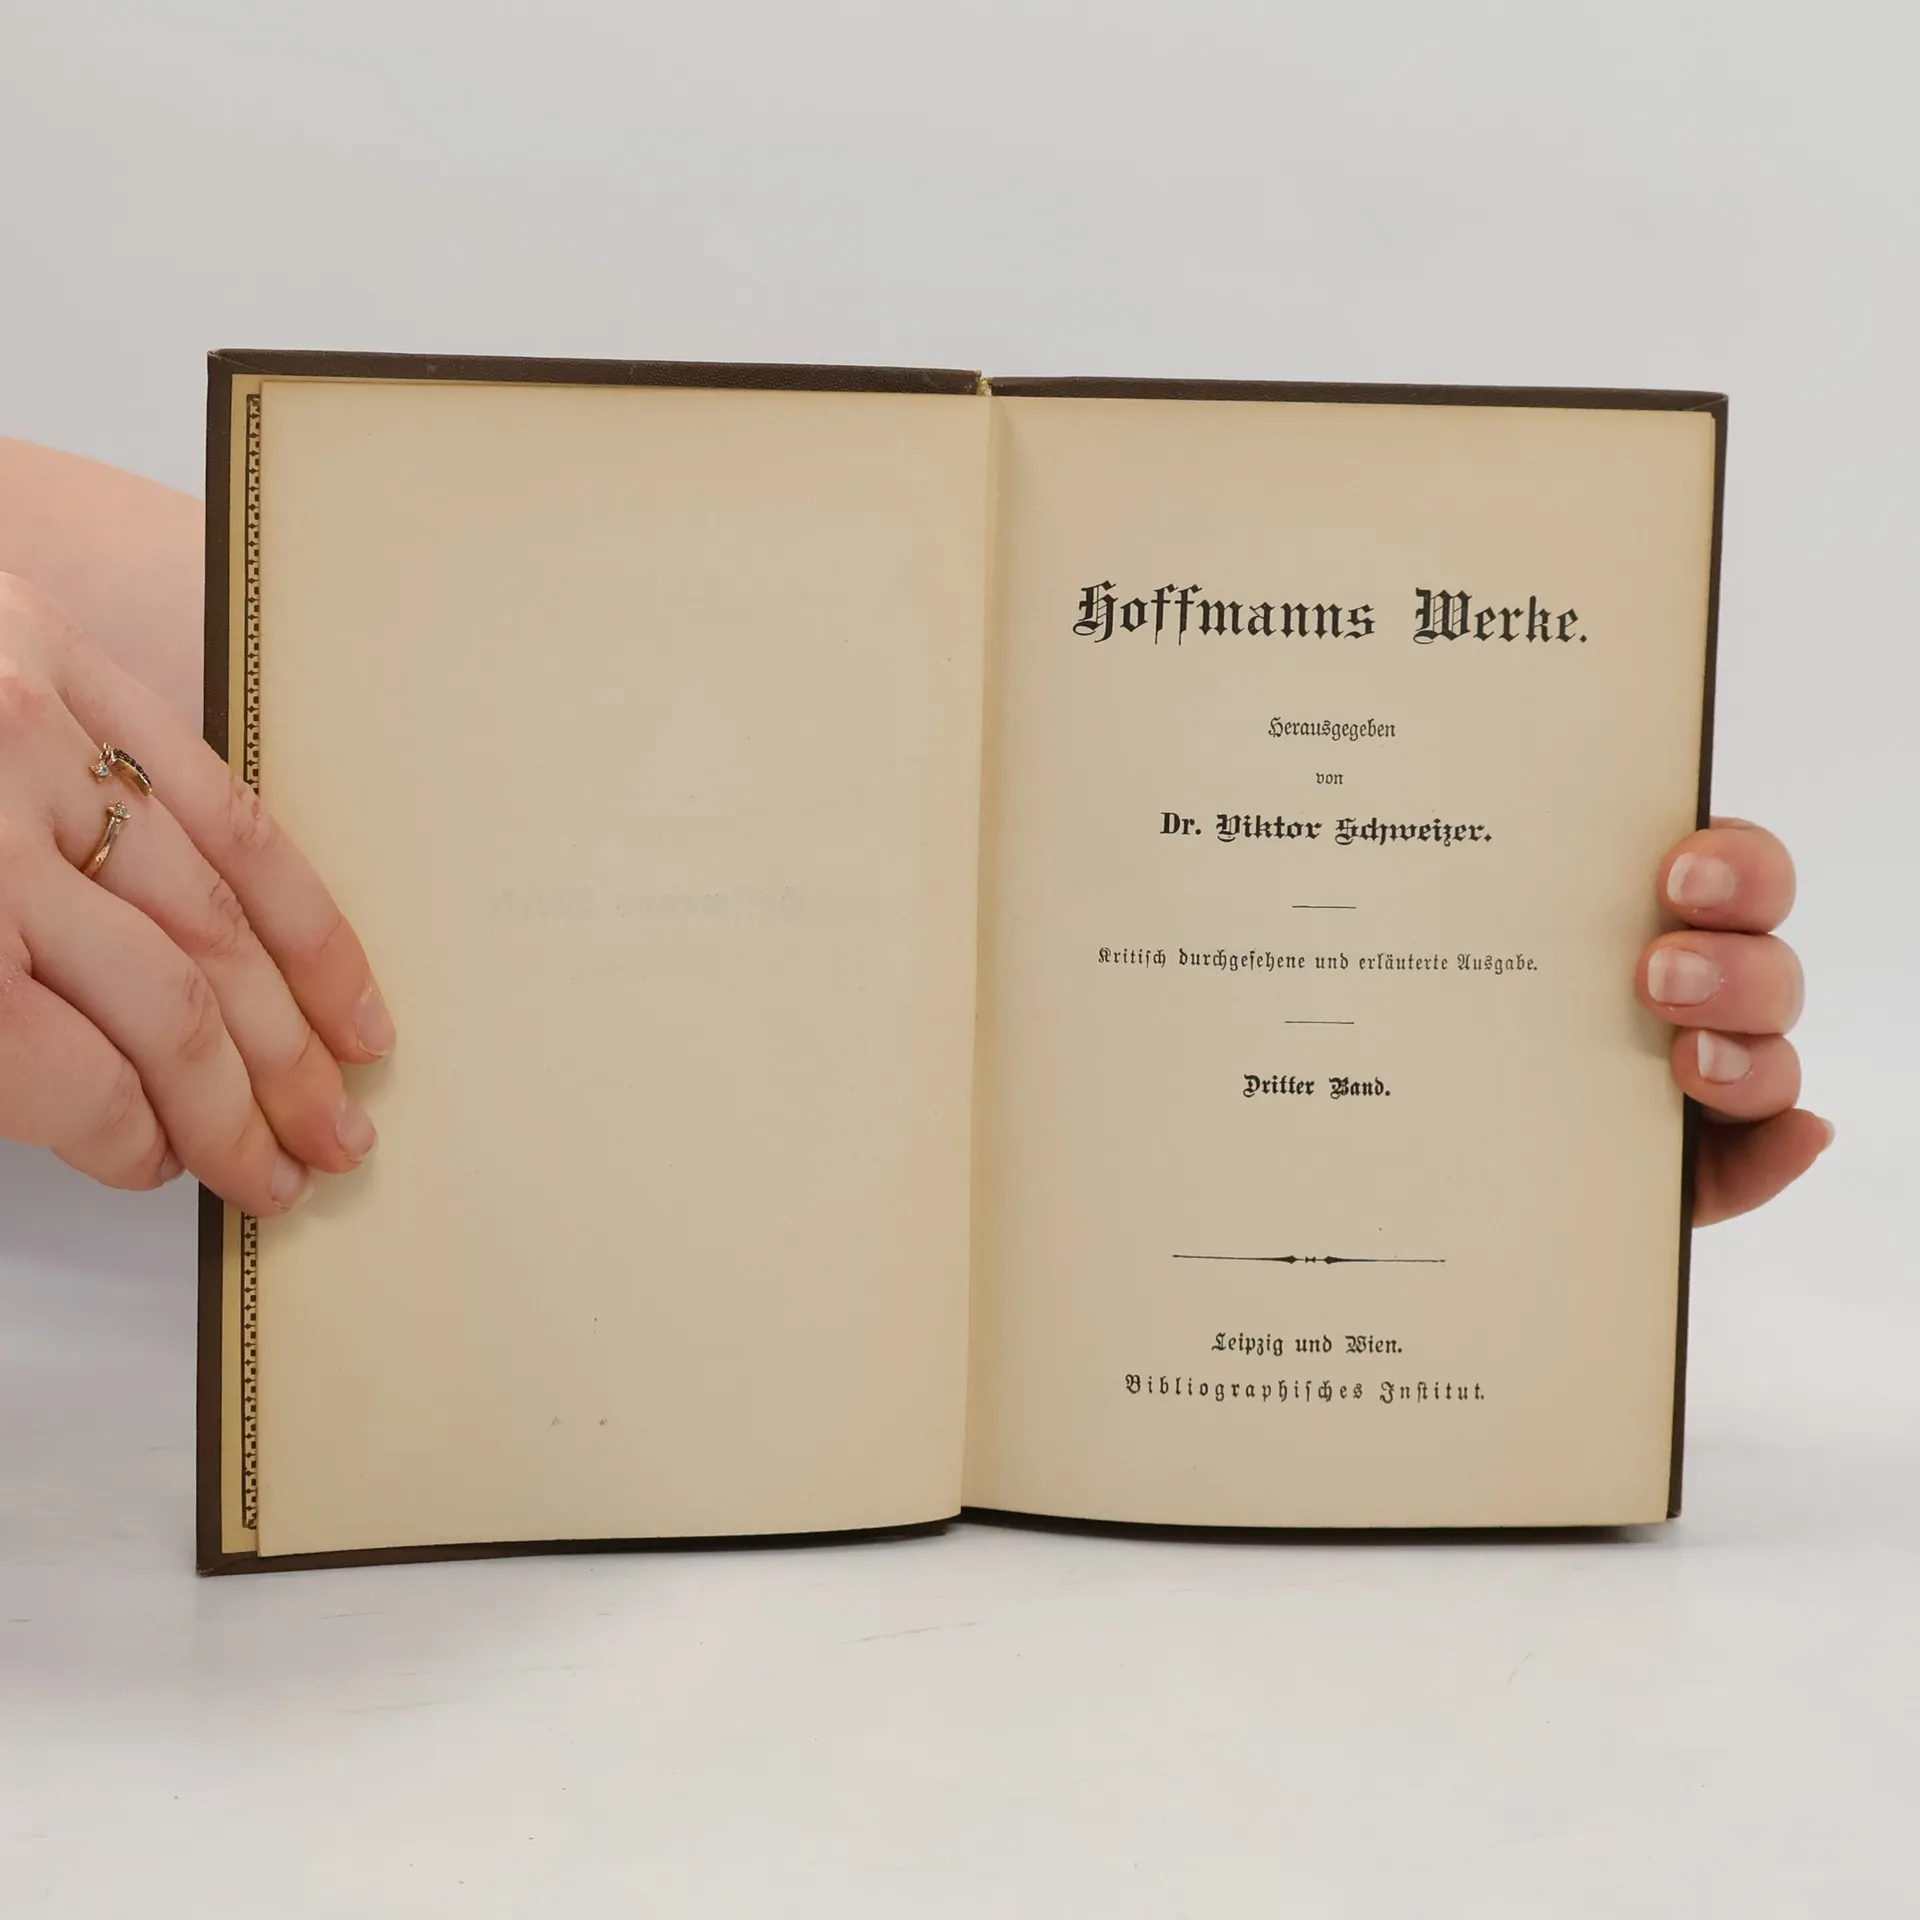 Hoffmanns Werke.
Herausgegeben
von
Dr. Viktor Schweizer.
Kritisch durchgesehene und erläuterte Ausgabe.
Dritter Band.
Leipzig und Wien.
Bibliographisches Institut.